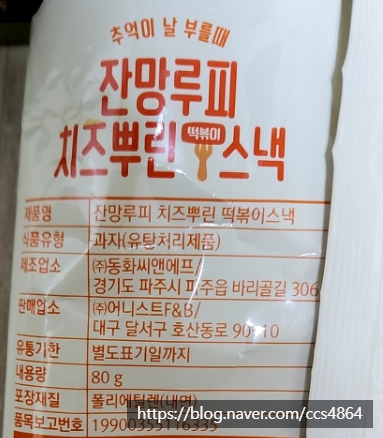 추억이 날 부를때
잔망루피
치즈뿌린 떡볶이 스낵
제품명 잔망루피 치즈뿌린 떡볶이스낵
식품유형 과자(유탕처리제품)
제조업소 ㈜동화씨앤에프/
경기도 파주시 파주읍 바리골길 306
판매업소 ㈜어니스트F&B/
대구 달서구 호산동로 90-10
유통기한 별도표기일까지
내용량 80 g
포장재질 폴리에틸렌(내면)
품목보고번호 19900355116335
https://blog.naver.com/ccs4864